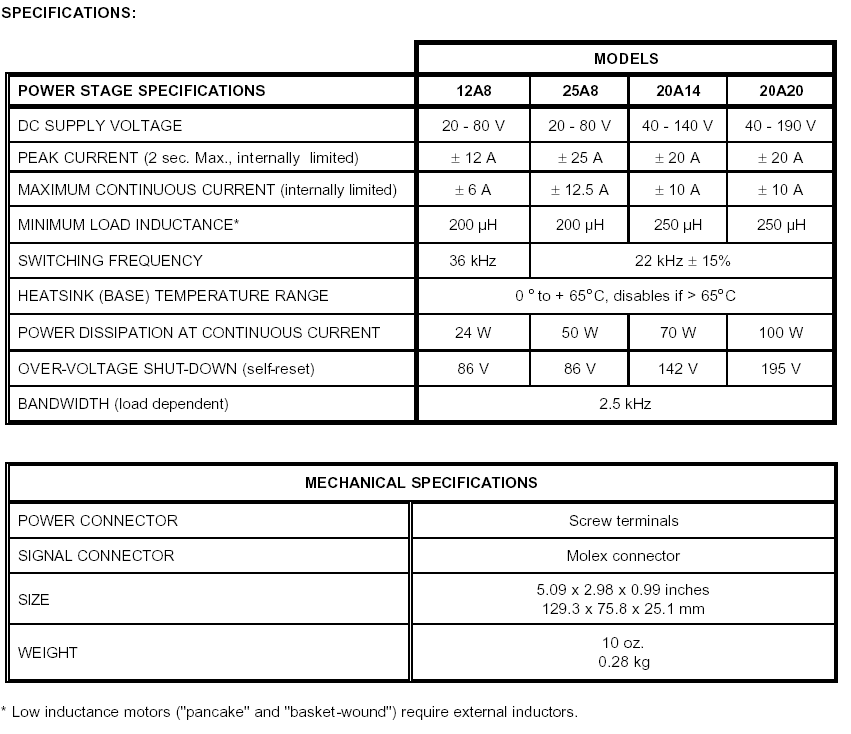 SPECIFICATIONS:
MODELS
POWER STAGE SPECIFICATIONS 12A8 25A8 20A14 20A20
DC SUPPLY VOLTAGE 20 - 80 V 20 - 80 V 40 - 140 V 40 - 190 V
PEAK CURRENT (2 sec. Max., internally limited) ± 12 A ± 25 A ± 20 A ± 20 A
MAXIMUM CONTINUOUS CURRENT (internally limited) ± 6 A ± 12.5 A ± 10 A ± 10 A
MINIMUM LOAD INDUCTANCE* 200 µH 200 µH 250 µH 250 µH
SWITCHING FREQUENCY 36 kHz 22 kHz ± 15%
HEATSINK (BASE) TEMPERATURE RANGE 0 º to + 65ºC, disables if > 65ºC
POWER DISSIPATION AT CONTINUOUS CURRENT 24 W 50 W 70 W 100 W
OVER-VOLTAGE SHUT-DOWN (self-reset) 86 V 86 V 142 V 195 V
BANDWIDTH (load dependent) 2.5 kHz
MECHANICAL SPECIFICATIONS
POWER CONNECTOR Screw terminals
SIGNAL CONNECTOR Molex connector
SIZE 5.09 x 2.98 x 0.99 inches
129.3 x 75.8 x 25.1 mm
WEIGHT 10 oz.
0.28 kg
* Low inductance motors ("pancake" and "basket-wound") require external inductors.